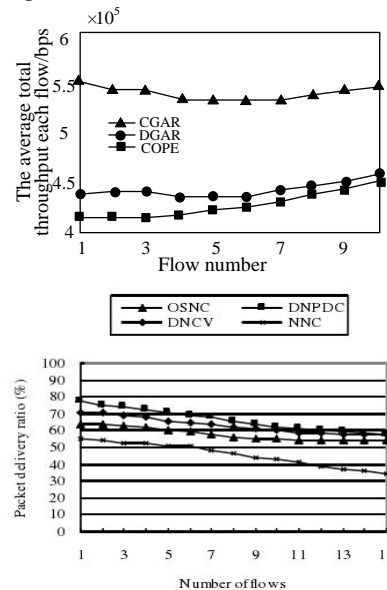 ×10⁵
6
5.5
5
4.5
4
The average total
throughput each flow/bps
CGAR
DGAR
COPE
1 3 5 7 9
Flow number
OSNC DNPDC
DNCV NNC
100
90
80
70
60
50
40
30
20
10
0
Packet delivery ratio (%)
1 3 5 7 9 11 13 1
Number of flows